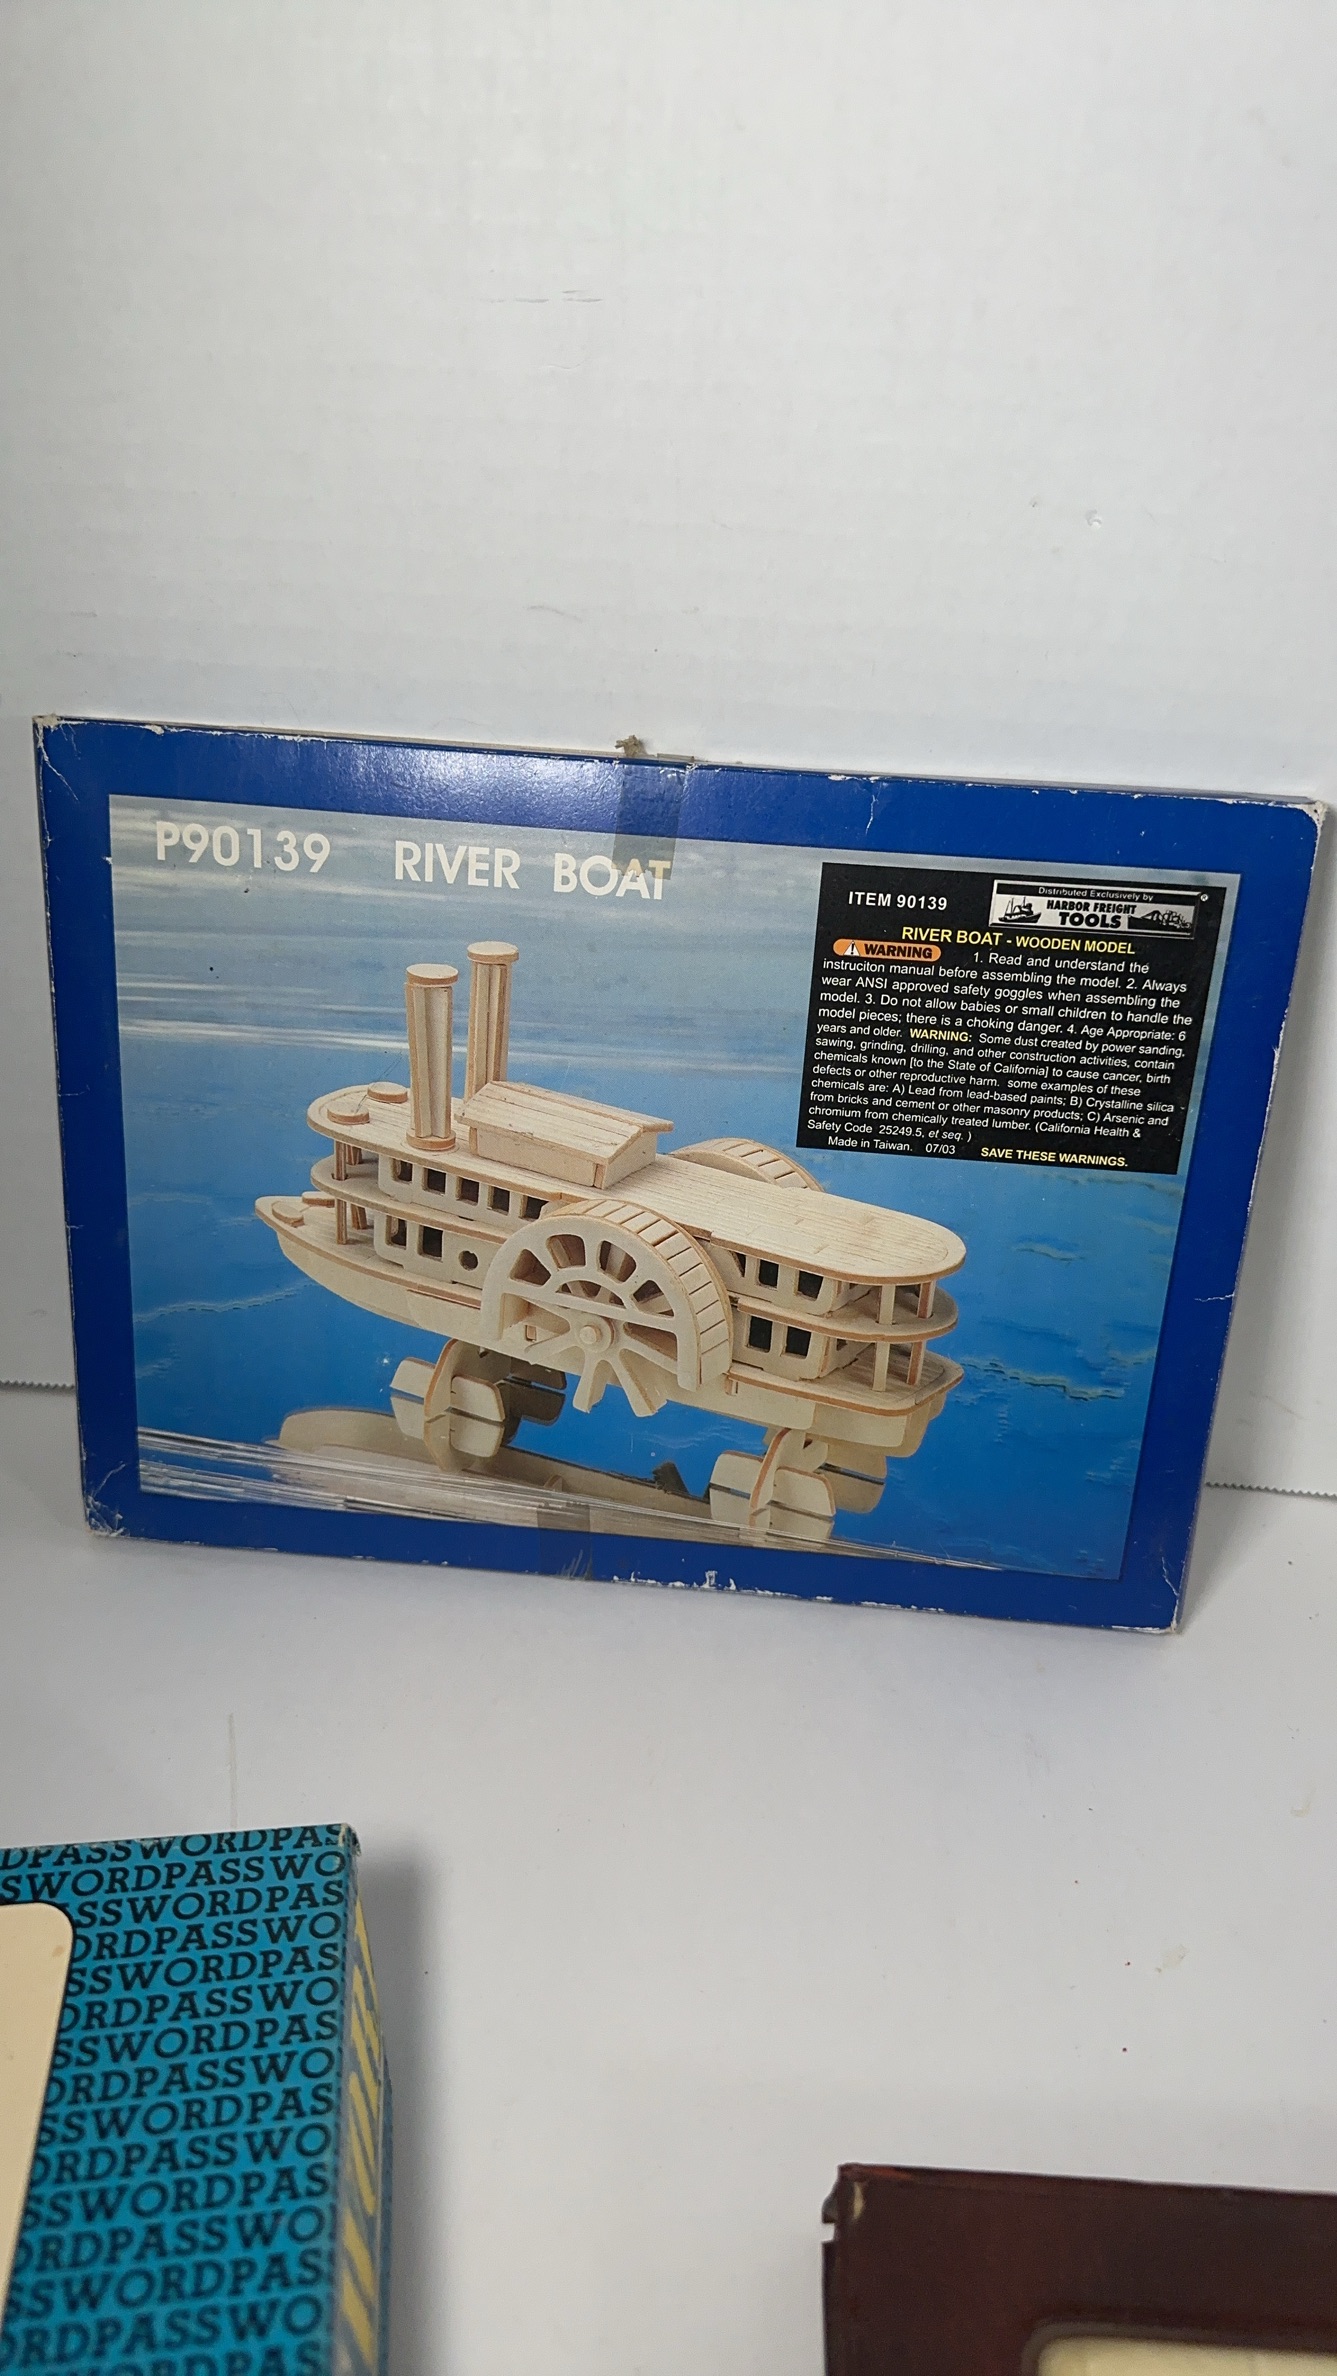 P90139 RIVER BOAT
ITEM 90139
Distributed Exclusively by
HARBOR FREIGHT
TOOLS
®
RIVER BOAT - WOODEN MODEL
WARNING 1. Read and understand the
instruciton manual before assembling the model. 2. Always
wear ANSI approved safety goggles when assembling the
model. 3. Do not allow babies or small children to handle the
model pieces; there is a choking danger. 4. Age Appropriate: 6
years and older. WARNING: Some dust created by power sanding,
sawing, grinding, drilling, and other construction activities, contain
chemicals known [to the State of California] to cause cancer, birth
defects or other reproductive harm. some examples of these
chemicals are: A) Lead from lead-based paints; B) Crystalline silica
from bricks and cement or other masonry products; C) Arsenic and
chromium from chemically treated lumber. (California Health &
Safety Code 25249.5, et seq. )
Made in Taiwan. 07/03 SAVE THESE WARNINGS.
DPASSWORDPAS
SWORDPASSWO
ASSWORDPAS
ORDPASSWO
SSWORDPAS
ORDPASSWO
SSWORDPAS
ORDPASSWO
SSWORDPAS
ORDPASSWO
SSWORDPAS
ORDPASSWO
SSWORDPAS
ORDPASSWO